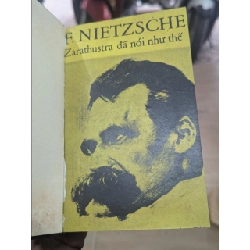 F NIETZSCHE
Zarathustra đã nói như thế